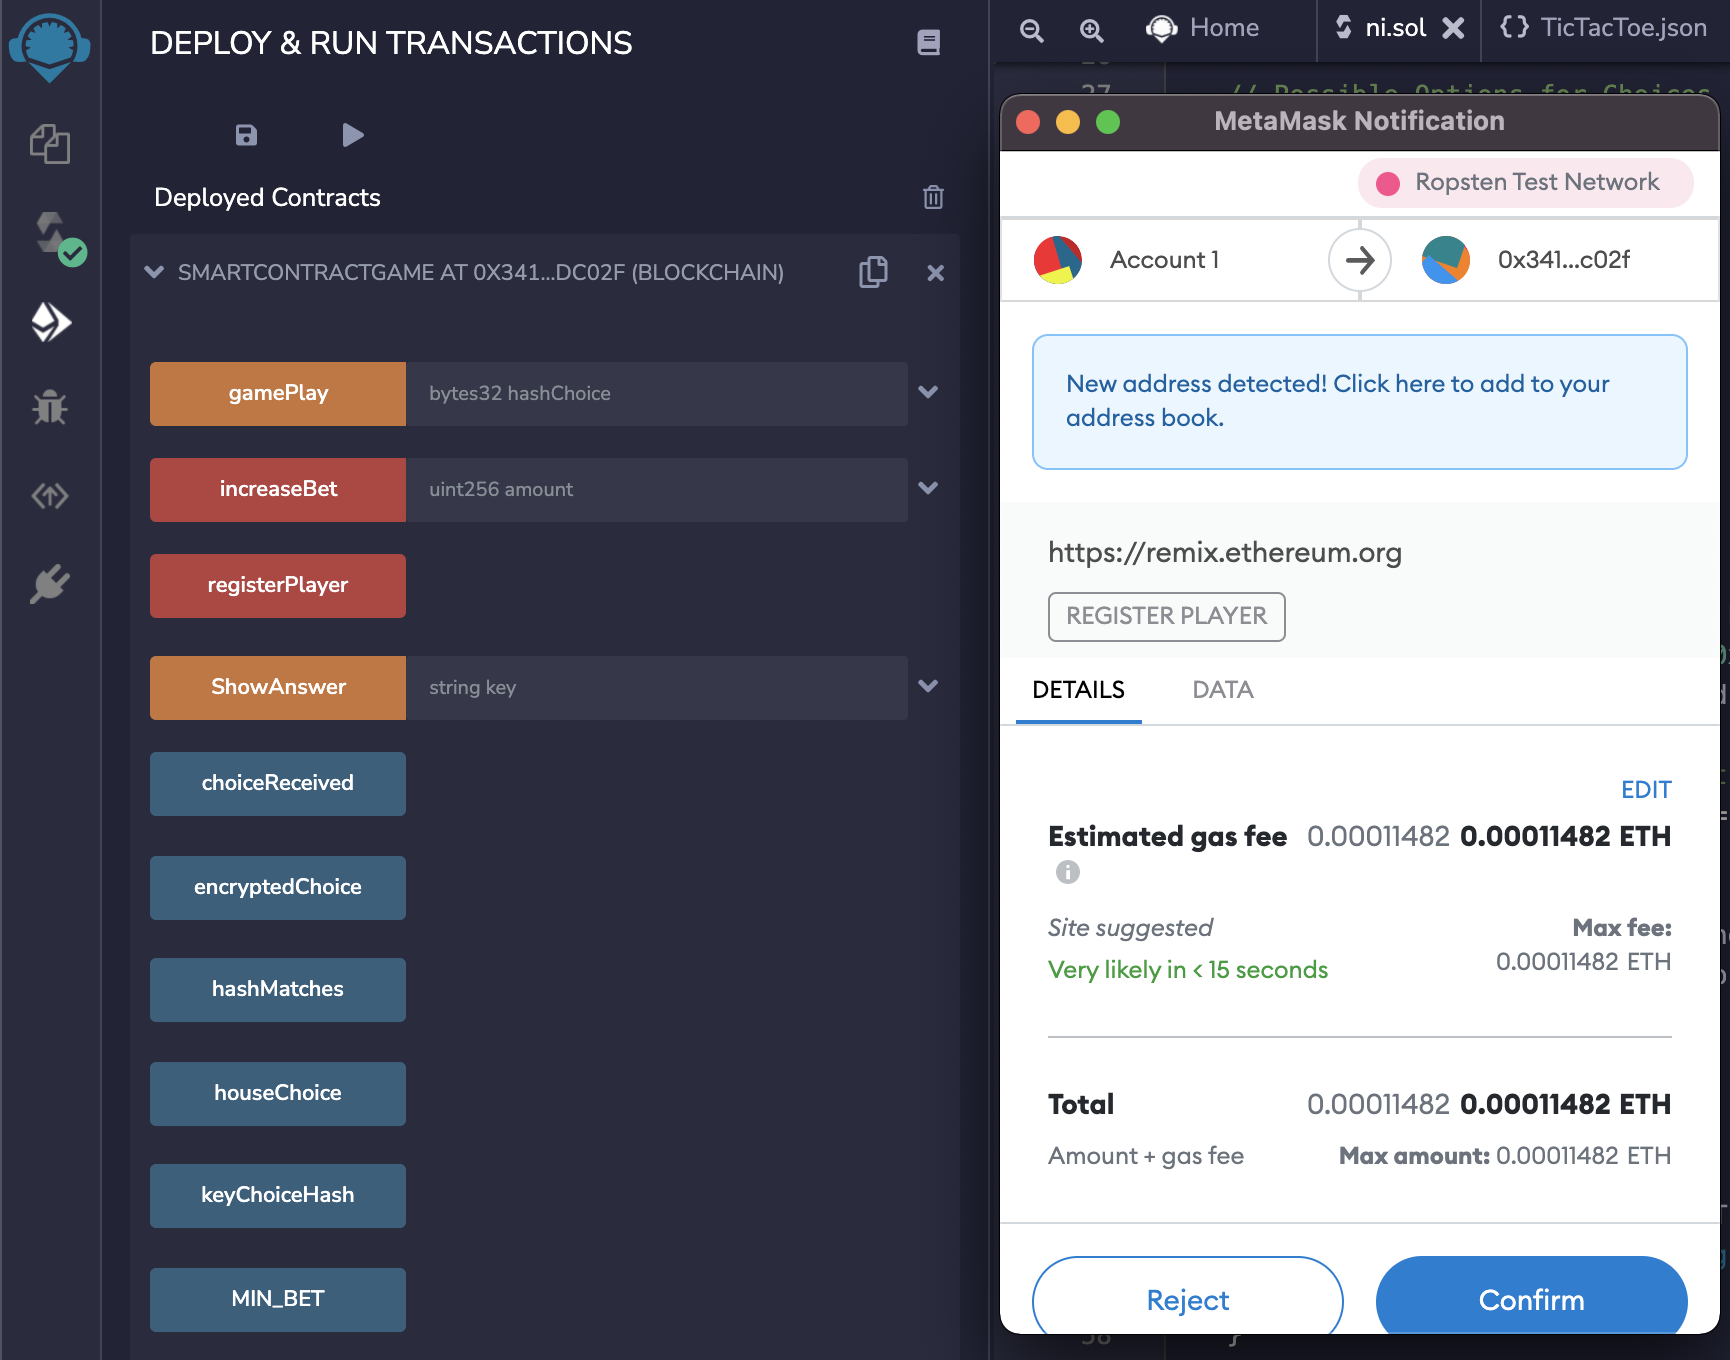 DEPLOY & RUN TRANSACTIONS
Deployed Contracts
SMARTCONTRACTGAME AT 0X341...DC02F (BLOCKCHAIN)
gamePlay
bytes32 hashChoice
increaseBet
uint256 amount
registerPlayer
ShowAnswer
string key
choiceReceived
encryptedChoice
hashMatches
houseChoice
keyChoiceHash
MIN_BET
Home
ni.sol
{} TicTacToe.json
27 // Possible Options for Choices
MetaMask Notification
Ropsten Test Network
Account 1
0x341...c02f
New address detected! Click here to add to your
address book.
https://remix.ethereum.org
REGISTER PLAYER
DETAILS
DATA
EDIT
Estimated gas fee 0.00011482 0.00011482 ETH
Site suggested
Max fee:
Very likely in < 15 seconds
0.00011482 ETH
Total 0.00011482 0.00011482 ETH
Amount + gas fee
Max amount: 0.00011482 ETH
Reject
Confirm
}